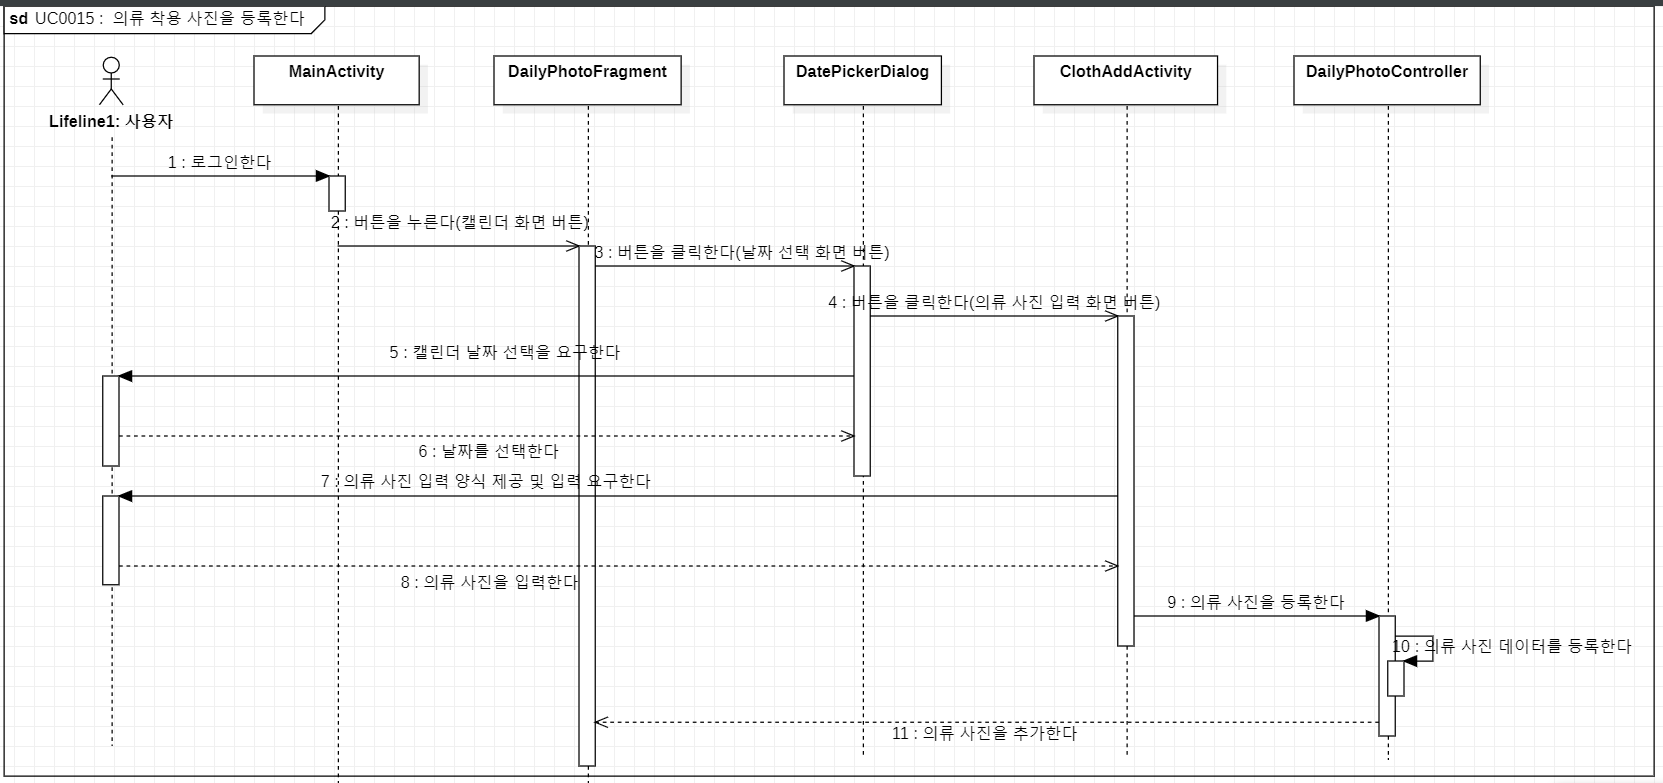 sd UC0015 : 의류 착용 사진을 등록한다
MainActivity
DailyPhotoFragment
DatePickerDialog
ClothAddActivity
DailyPhotoController
Lifeline1: 사용자
1 : 로그인한다
2 : 버튼을 누른다(캘린더 화면 버튼)
3 : 버튼을 클릭한다(날짜 선택 화면 버튼)
4 : 버튼을 클릭한다(의류 사진 입력 화면 버튼)
5 : 캘린더 날짜 선택을 요구한다
6 : 날짜를 선택한다
7 : 의류 사진 입력 양식 제공 및 입력 요구한다
8 : 의류 사진을 입력한다
9 : 의류 사진을 등록한다
10 : 의류 사진 데이터를 등록한다
11 : 의류 사진을 추가한다